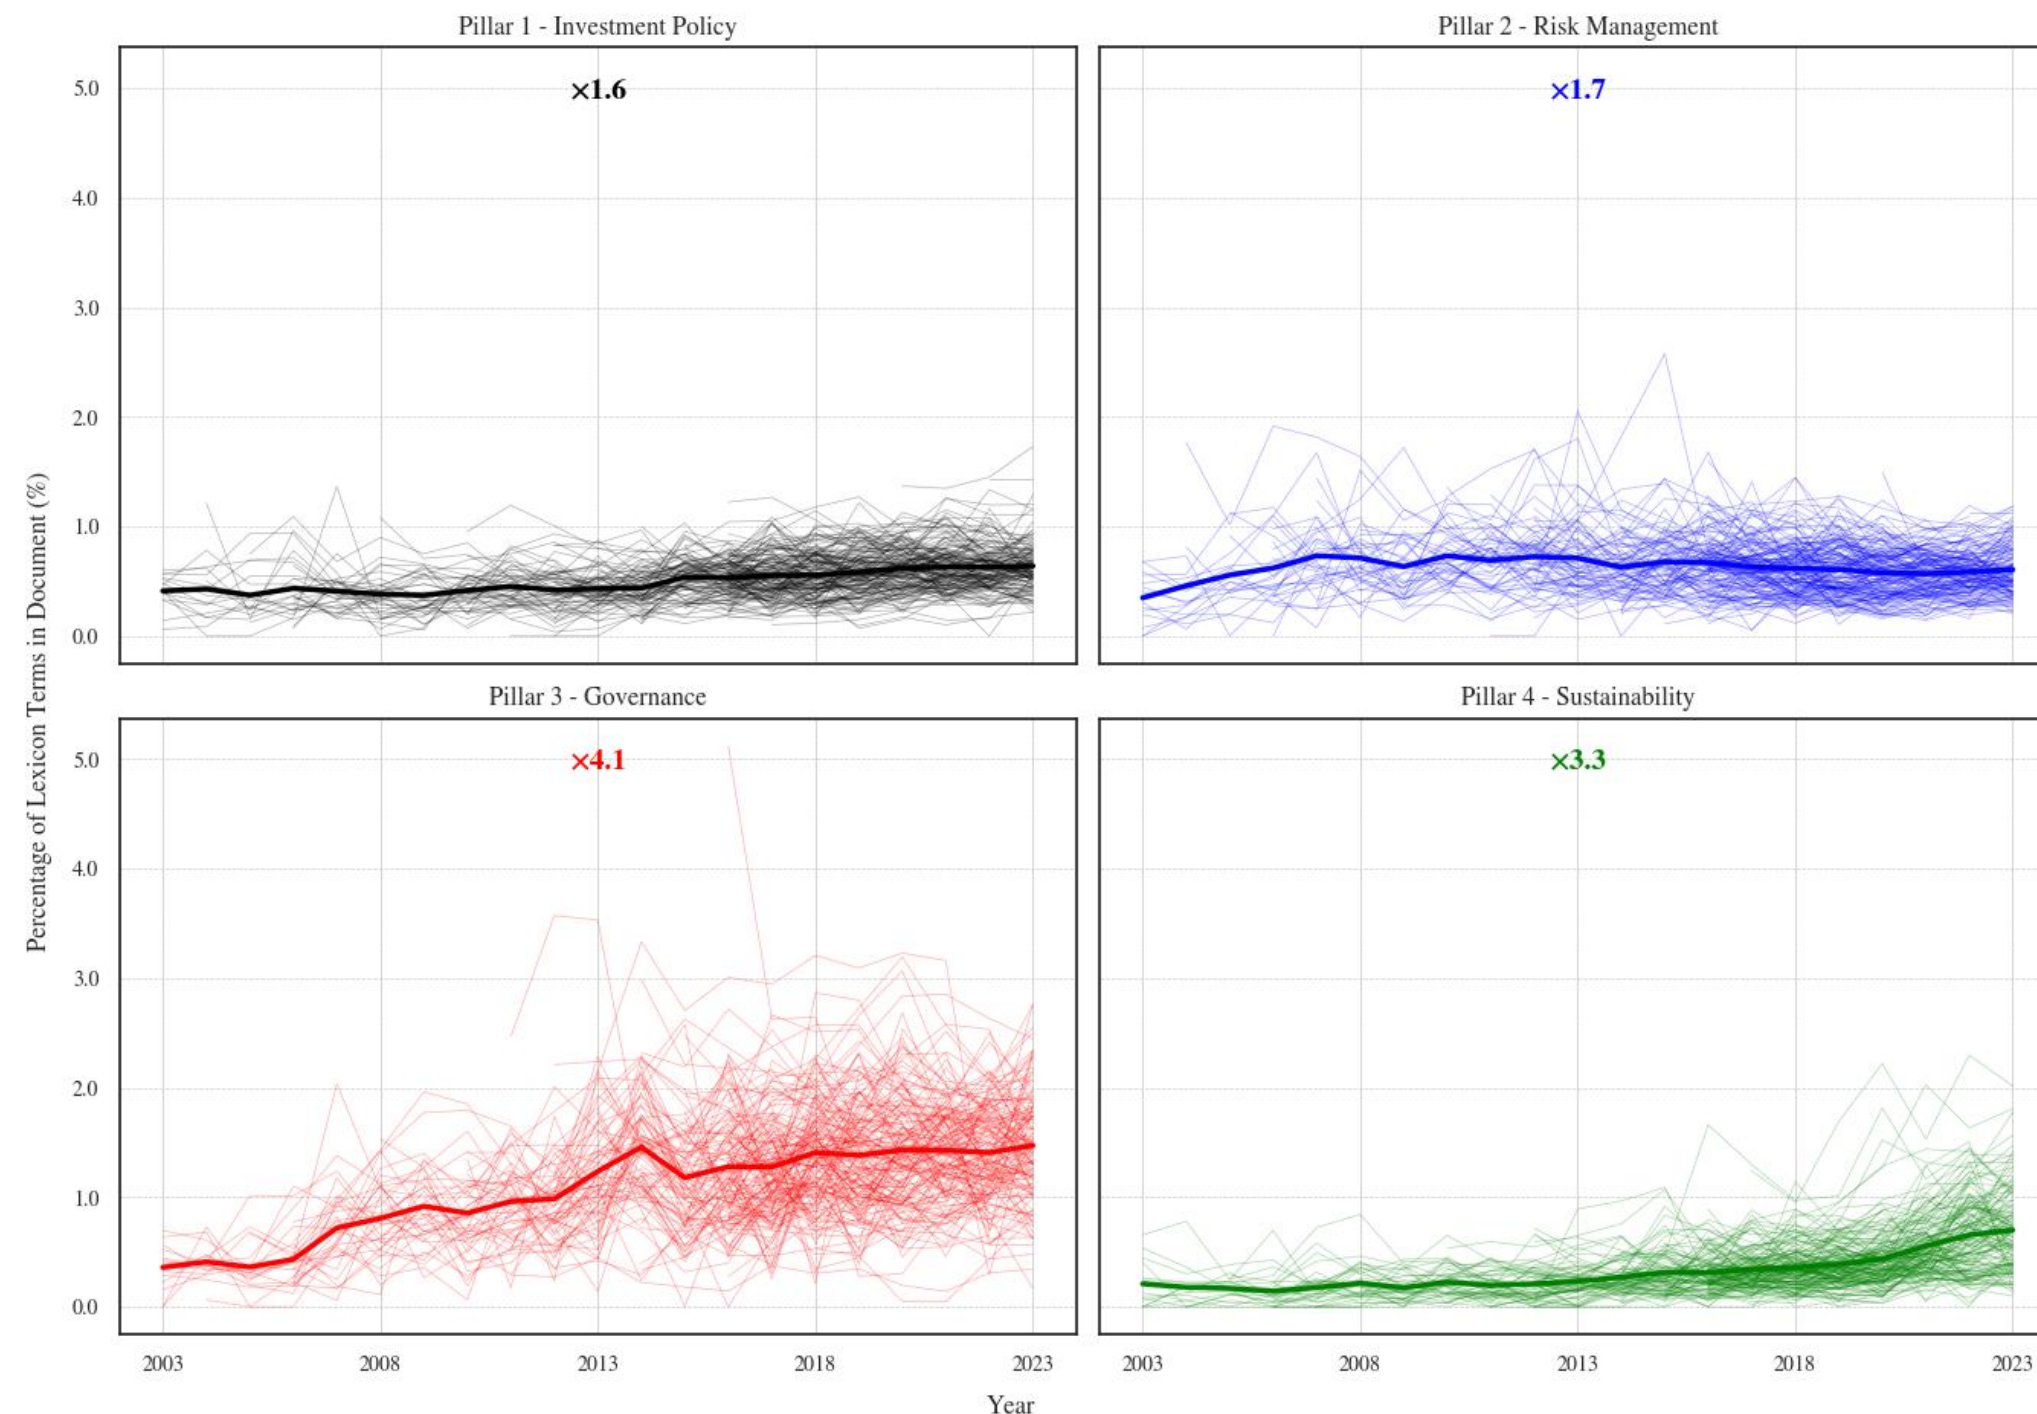 Pillar 1 - Investment Policy
Pillar 2 - Risk Management
×1.6
×1.7
5.0
4.0
3.0
2.0
1.0
0.0
Percentage of Lexicon Terms in Document (%)
Pillar 3 - Governance
Pillar 4 - Sustainability
×4.1
×3.3
5.0
4.0
3.0
2.0
1.0
0.0
2003 2008 2013 2018 2023
2003 2008 2013 2018 2023
Year